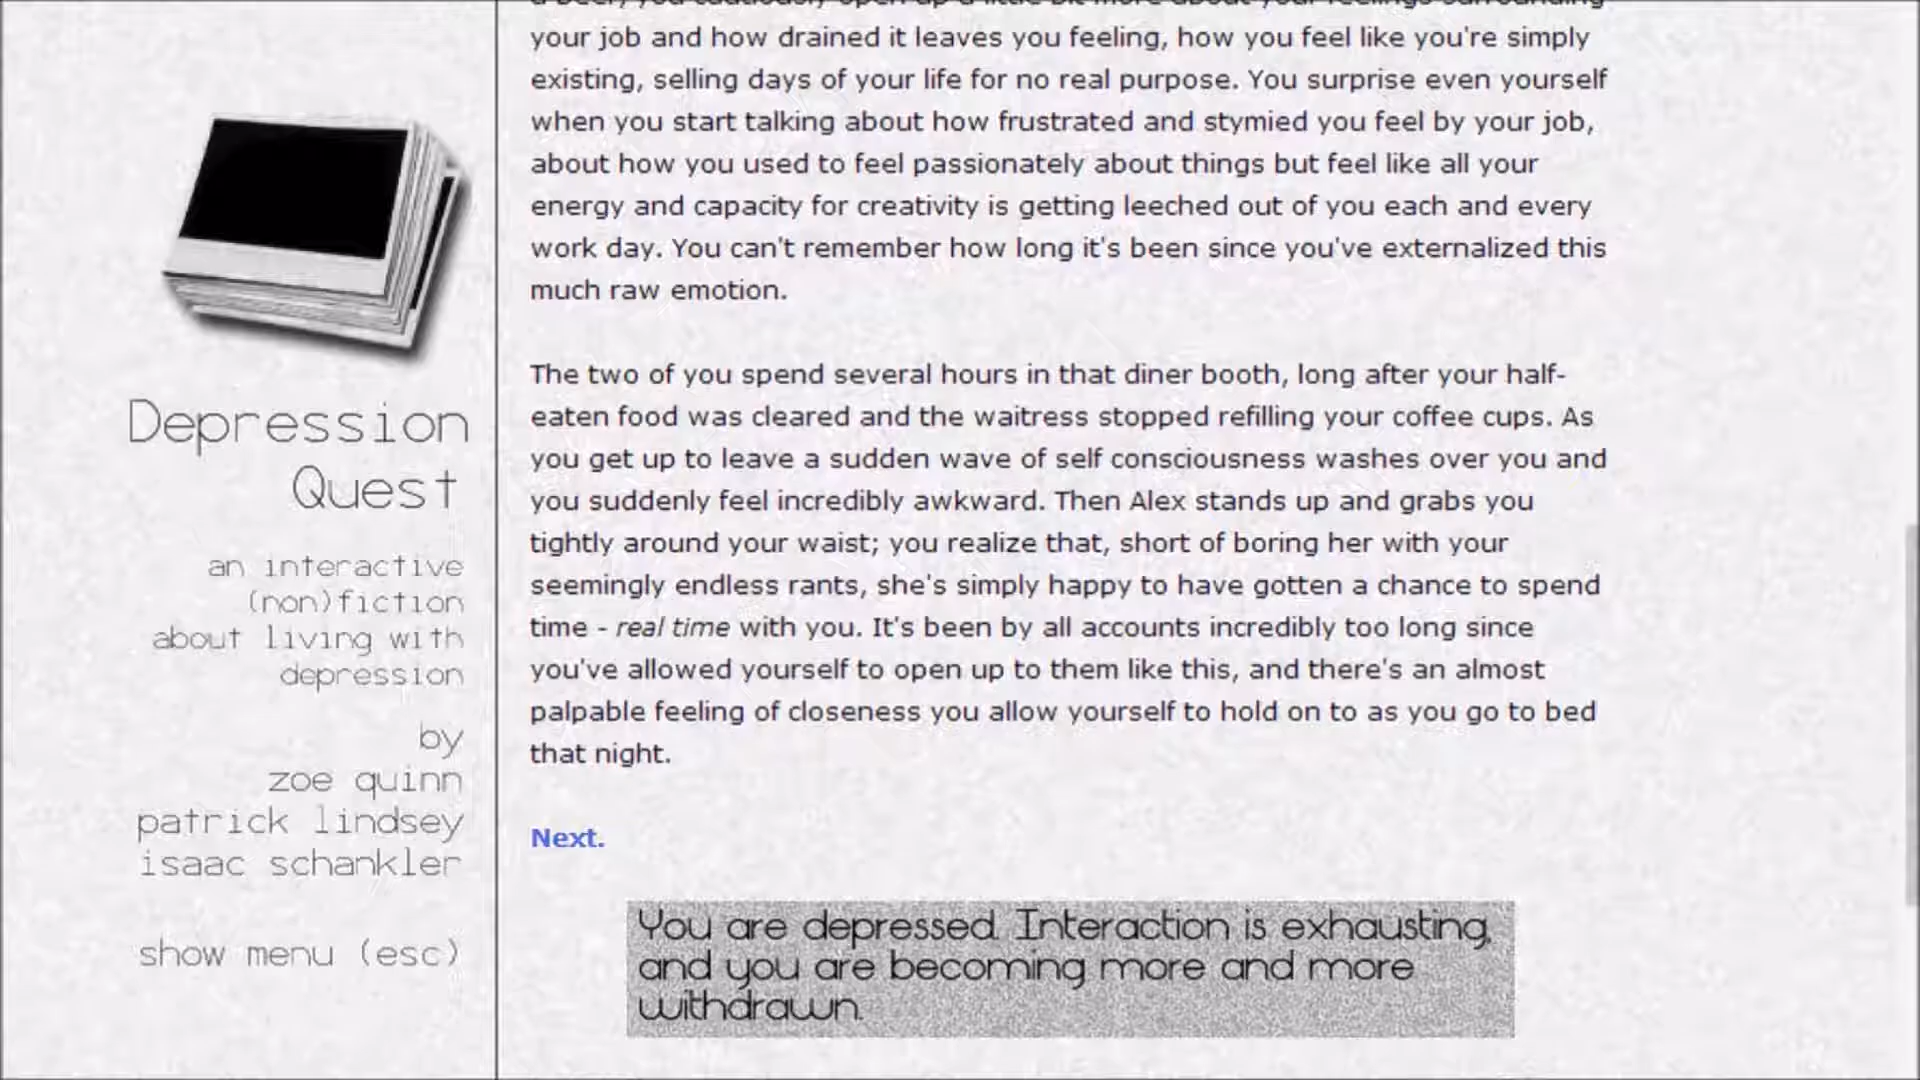 Depression
Quest
an interactive
(non)fiction
about living with
depression
by
zoe quinn
patrick lindsey
isaac schankler
show menu (esc)
a beer, you cautiously open up a little bit more about your feelings surrounding
your job and how drained it leaves you feeling, how you feel like you're simply
existing, selling days of your life for no real purpose. You surprise even yourself
when you start talking about how frustrated and stymied you feel by your job,
about how you used to feel passionately about things but feel like all your
energy and capacity for creativity is getting leeched out of you each and every
work day. You can't remember how long it's been since you've externalized this
much raw emotion.
The two of you spend several hours in that diner booth, long after your half-
eaten food was cleared and the waitress stopped refilling your coffee cups. As
you get up to leave a sudden wave of self consciousness washes over you and
you suddenly feel incredibly awkward. Then Alex stands up and grabs you
tightly around your waist; you realize that, short of boring her with your
seemingly endless rants, she's simply happy to have gotten a chance to spend
time - real time with you. It's been by all accounts incredibly too long since
you've allowed yourself to open up to them like this, and there's an almost
palpable feeling of closeness you allow yourself to hold on to as you go to bed
that night.
Next.
You are depressed. Interaction is exhausting,
and you are becoming more and more
withdrawn.